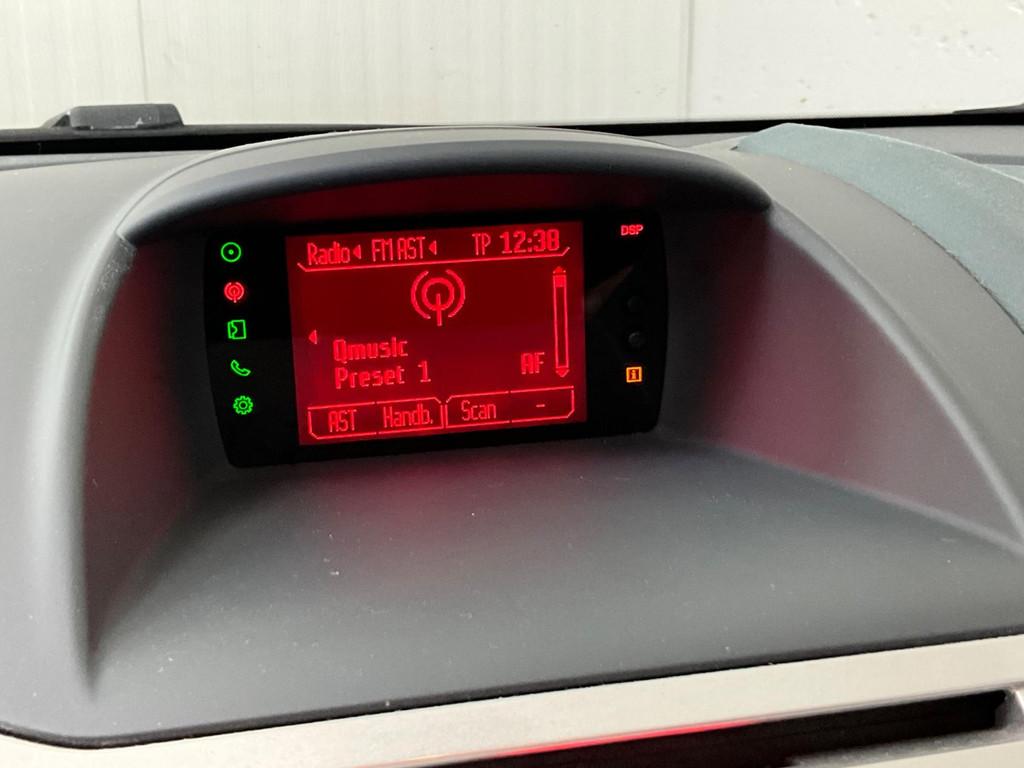 Radio FM AST TP 12:38
DSP
Qmusic
Preset 1
AF
AST Handb. Scan -